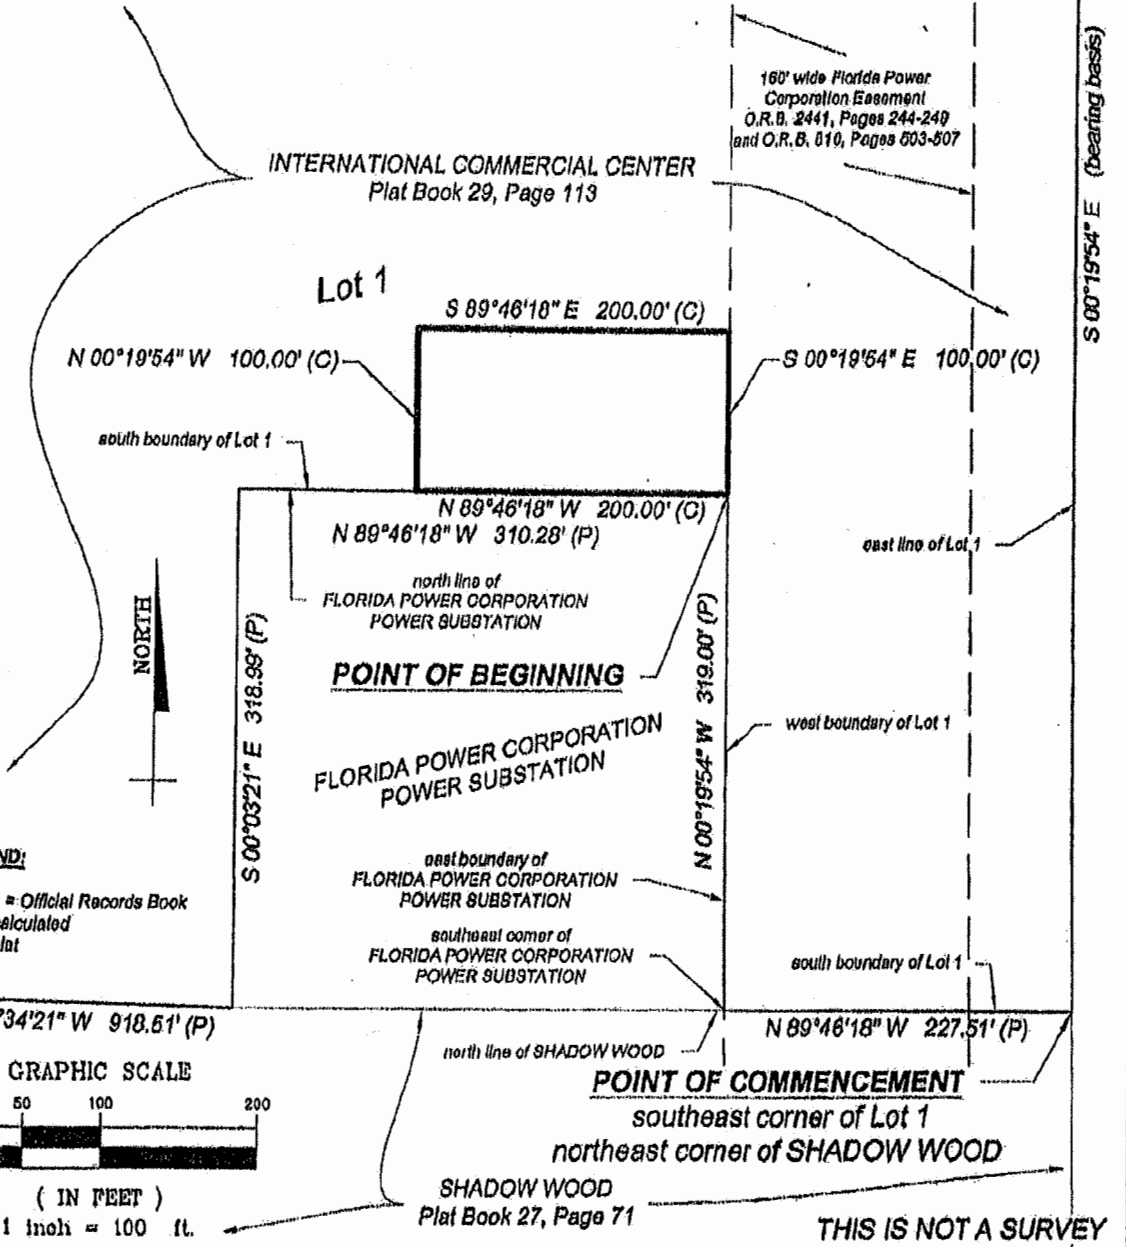 160' wide Florida Power
Corporation Easement
O.R.B. 2441, Pages 244-249
and O.R.B. 810, Pages 503-507
S 00°19'54" E (bearing basis)
INTERNATIONAL COMMERCIAL CENTER
Plat Book 29, Page 113
Lot 1
S 89°46'18" E 200.00' (C)
N 00°19'54" W 100.00' (C)
S 00°19'54" E 100.00' (C)
south boundary of Lot 1
N 89°46'18" W 200.00' (C)
N 89°46'18" W 310.28' (P)
east line of Lot 1
north line of
FLORIDA POWER CORPORATION
POWER SUBSTATION
NORTH
S 00°03'21" E 318.99' (P)
N 00°19'54" W 319.00' (P)
POINT OF BEGINNING
west boundary of Lot 1
FLORIDA POWER CORPORATION
POWER SUBSTATION
ND:
= Official Records Book
alculated
lat
east boundary of
FLORIDA POWER CORPORATION
POWER SUBSTATION
southeast corner of
FLORIDA POWER CORPORATION
POWER SUBSTATION
south boundary of Lot 1
°34'21" W 918.51' (P)
N 89°46'18" W 227.51' (P)
north line of SHADOW WOOD
GRAPHIC SCALE
50 100 200
( IN FEET )
1 inch = 100 ft.
POINT OF COMMENCEMENT
southeast corner of Lot 1
northeast corner of SHADOW WOOD
SHADOW WOOD
Plat Book 27, Page 71
THIS IS NOT A SURVEY